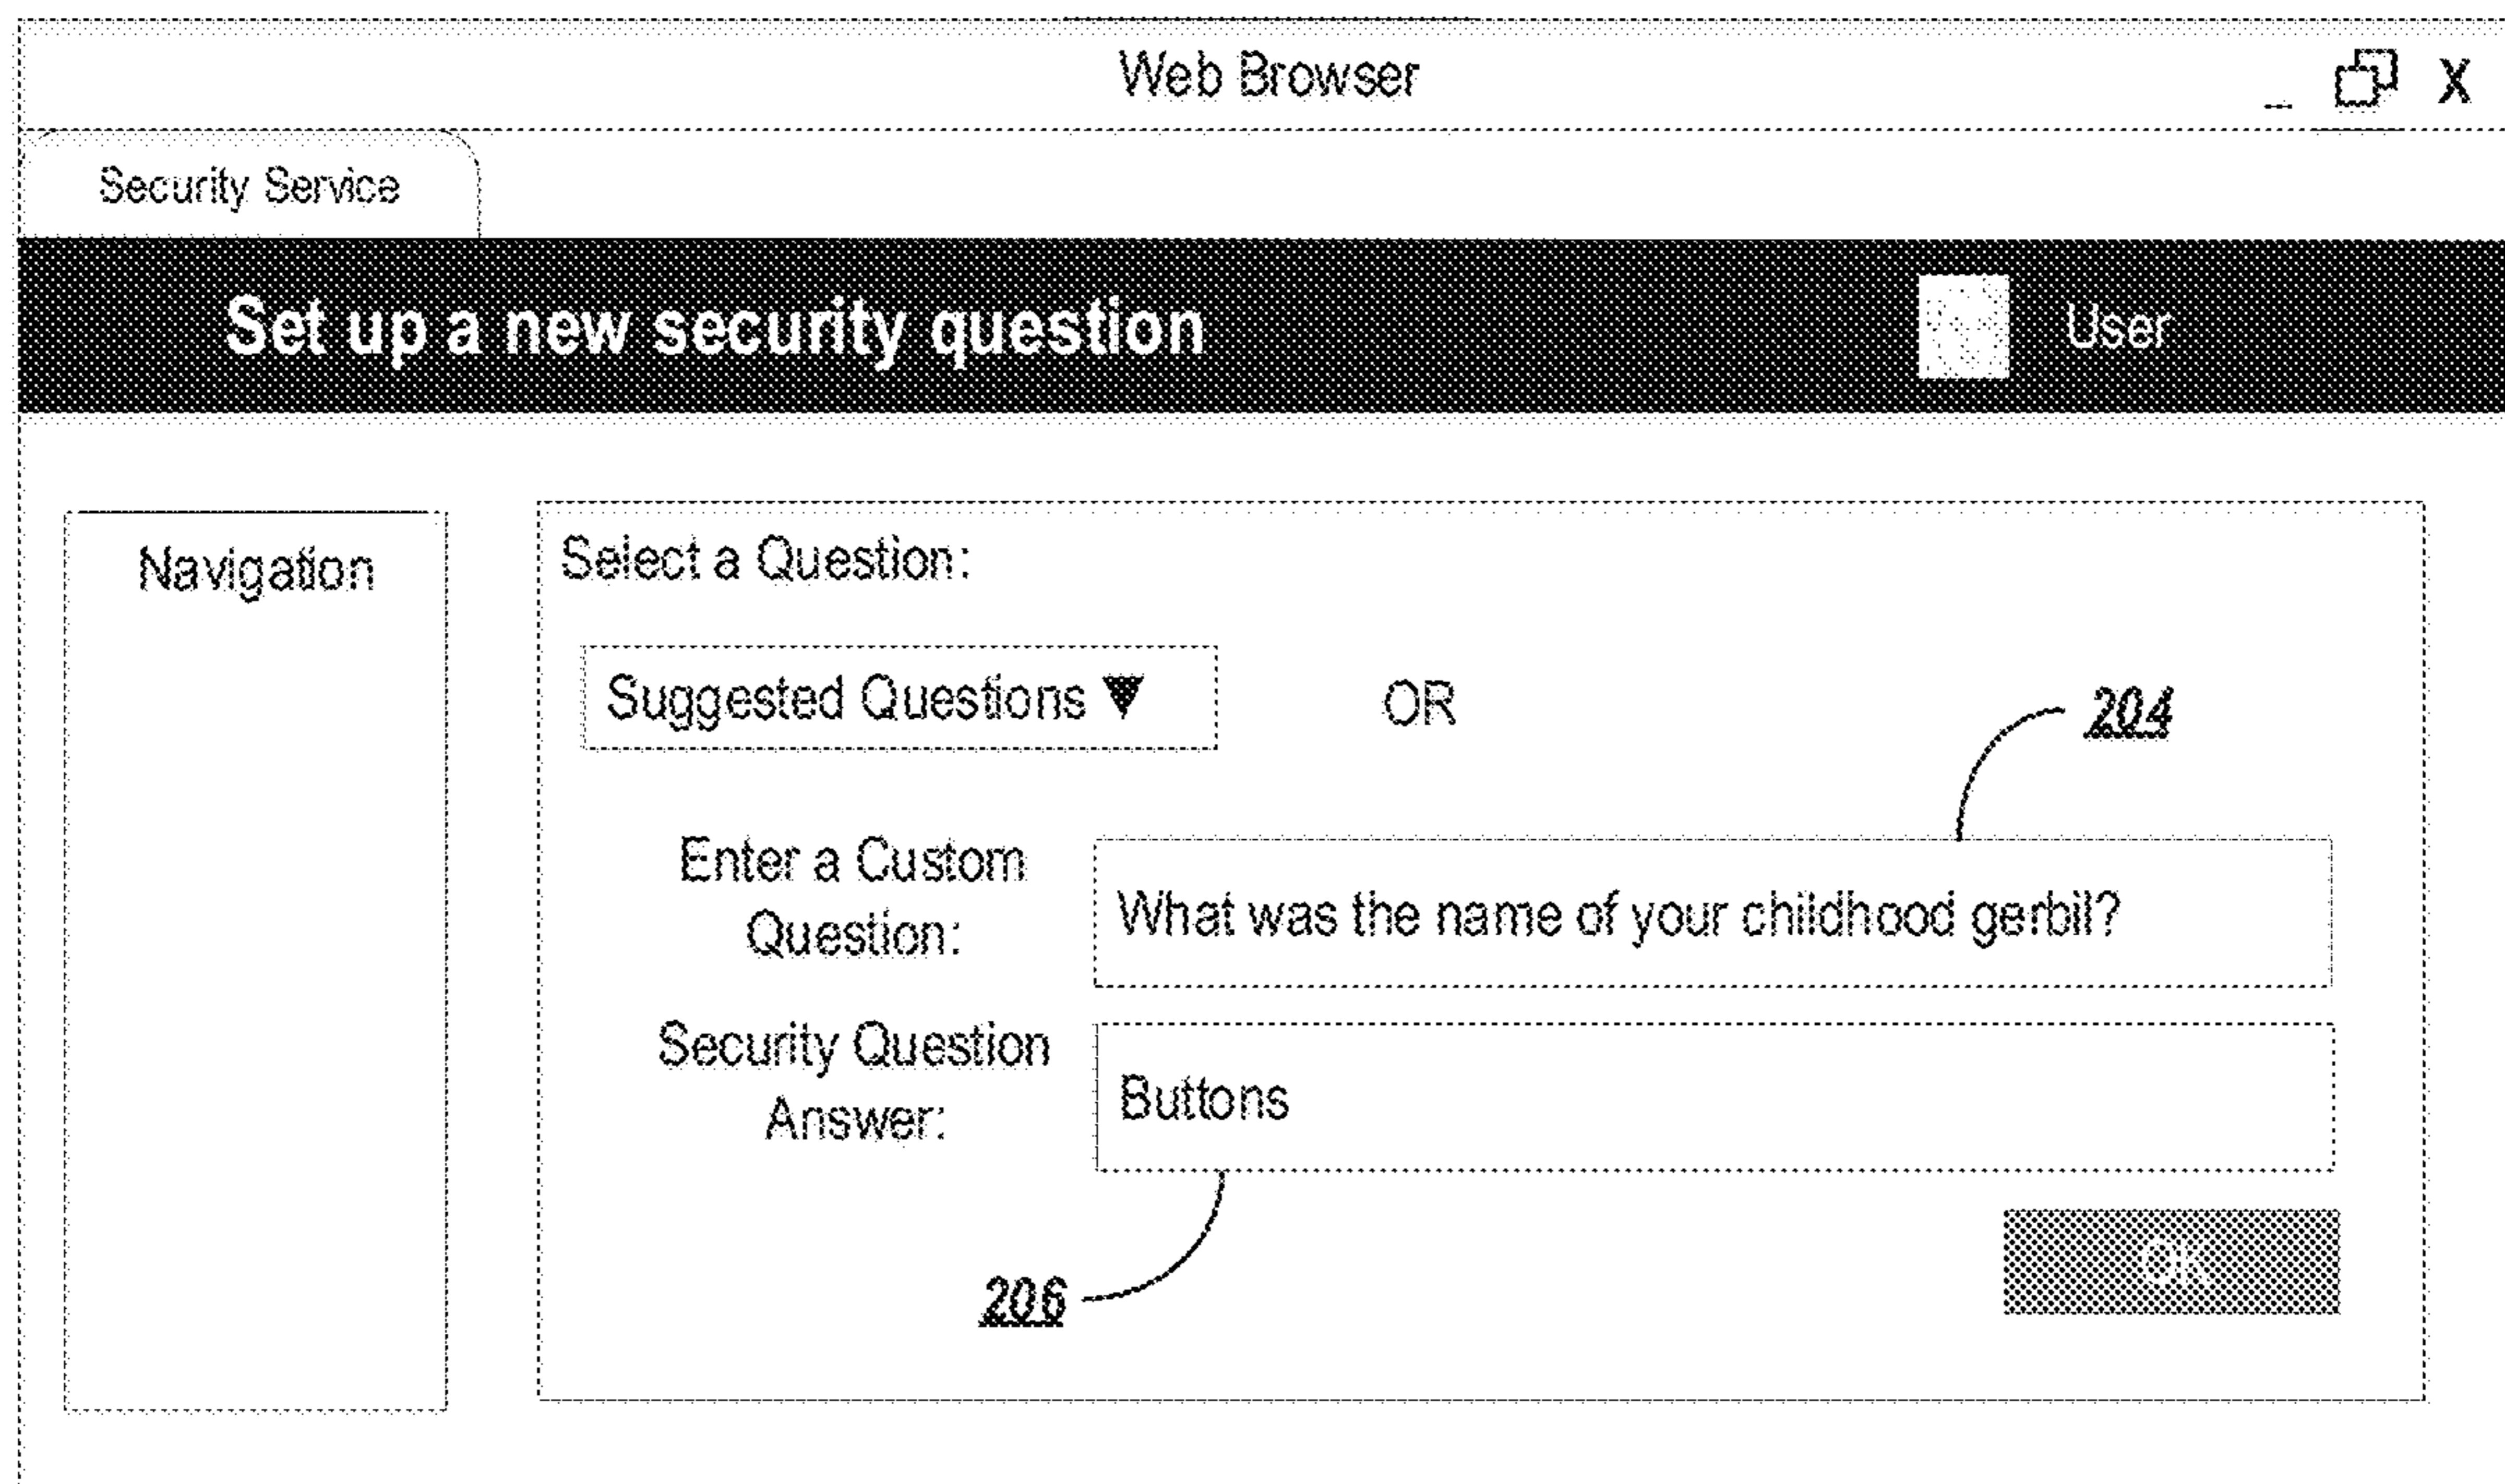 Web Browser
_ X
Security Service
Set up a new security question
User
Navigation
Select a Question:
Suggested Questions ▼
OR
204
Enter a Custom
Question:
What was the name of your childhood gerbil?
Security Question
Answer:
Buttons
206
OK